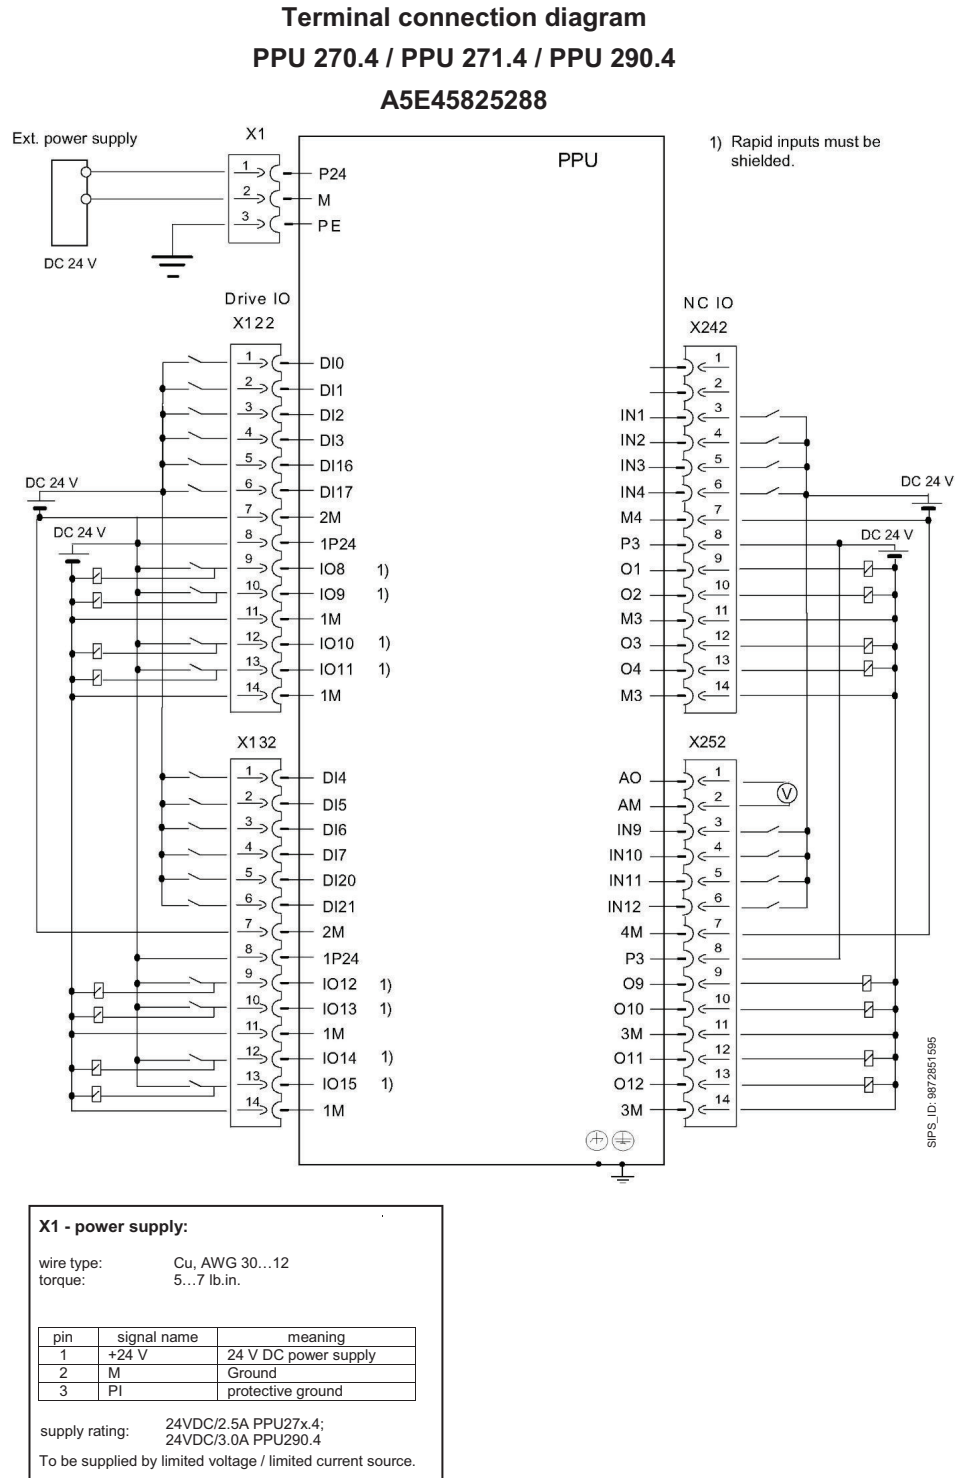 Terminal connection diagram
PPU 270.4 / PPU 271.4 / PPU 290.4
A5E45825288
Ext. power supply
X1
PPU
1) Rapid inputs must be
shielded.
1 P24
2 M
3 PE
DC 24 V
Drive IO
X122
1 DI0
2 DI1
3 DI2
4 DI3
5 DI16
6 DI17
7 2M
8 1P24
9 IO8 1)
10 IO9 1)
11 1M
12 IO10 1)
13 IO11 1)
14 1M
DC 24 V
DC 24 V
X132
1 DI4
2 DI5
3 DI6
4 DI7
5 DI20
6 DI21
7 2M
8 1P24
9 IO12 1)
10 IO13 1)
11 1M
12 IO14 1)
13 IO15 1)
14 1M
NC IO
X242
1
2
IN1 3
IN2 4
IN3 5
IN4 6
M4 7
P3 8
O1 9
O2 10
M3 11
O3 12
O4 13
M3 14
DC 24 V
DC 24 V
X252
AO 1
AM 2
V
IN9 3
IN10 4
IN11 5
IN12 6
4M 7
P3 8
O9 9
O10 10
3M 11
O11 12
O12 13
3M 14
SIPS_ID: 9872851595
X1 - power supply:
wire type: Cu, AWG 30…12
torque: 5…7 lb.in.
pin signal name meaning
1 +24 V 24 V DC power supply
2 M Ground
3 PI protective ground
supply rating: 24VDC/2.5A PPU27x.4;
24VDC/3.0A PPU290.4
To be supplied by limited voltage / limited current source.